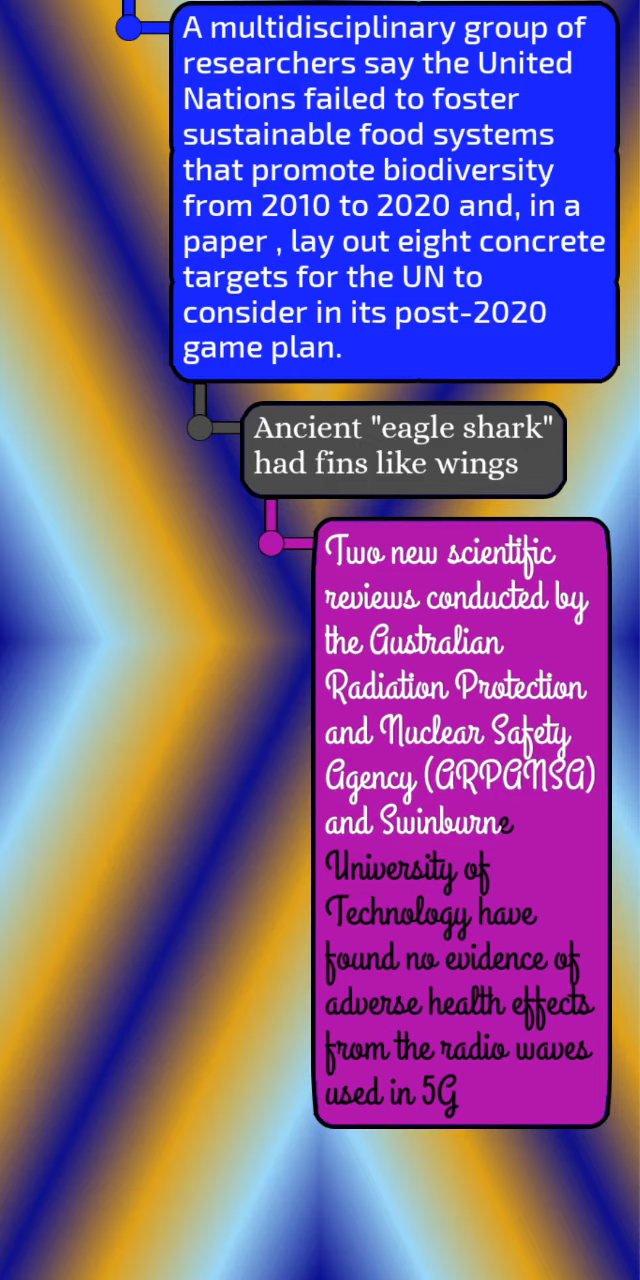 A multidisciplinary group of
researchers say the United
Nations failed to foster
sustainable food systems
that promote biodiversity
from 2010 to 2020 and, in a
paper , lay out eight concrete
targets for the UN to
consider in its post-2020
game plan.
Ancient "eagle shark"
had fins like wings
Two new scientific
reviews conducted by
the Australian
Radiation Protection
and Nuclear Safety
Agency (ARPANSA)
and Swinburne
University of
Technology have
found no evidence of
adverse health effects
from the radio waves
used in 5G